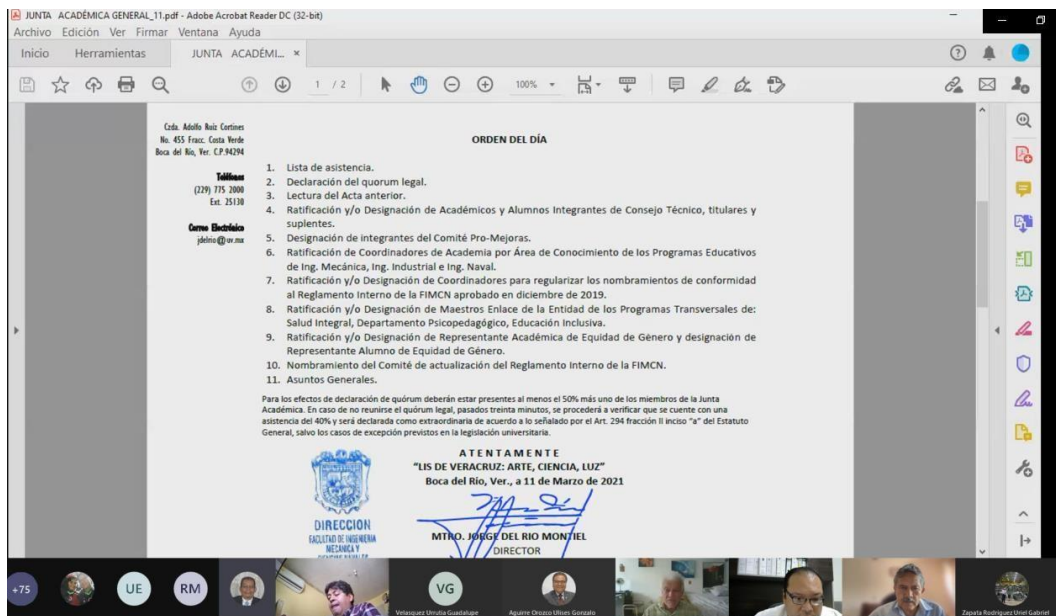 JUNTA ACADÉMICA GENERAL_11.pdf - Adobe Acrobat Reader DC (32-bit)
Archivo Edición Ver Firmar Ventana Ayuda
Inicio Herramientas JUNTA ACADÉMI... ×
1 / 2 100%
Czda. Adolfo Ruiz Cortines
No. 455 Fracc. Costa Verde
Boca del Río, Ver. C.P.94294
Teléfonos
(229) 775 2000
Ext. 25130
Correo Electrónico
jdelrio@uv.mx
ORDEN DEL DÍA
1. Lista de asistencia.
2. Declaración del quorum legal.
3. Lectura del Acta anterior.
4. Ratificación y/o Designación de Académicos y Alumnos Integrantes de Consejo Técnico, titulares y
suplentes.
5. Designación de integrantes del Comité Pro-Mejoras.
6. Ratificación de Coordinadores de Academia por Área de Conocimiento de los Programas Educativos
de Ing. Mecánica, Ing. Industrial e Ing. Naval.
7. Ratificación y/o Designación de Coordinadores para regularizar los nombramientos de conformidad
al Reglamento Interno de la FIMCN aprobado en diciembre de 2019.
8. Ratificación y/o Designación de Maestros Enlace de la Entidad de los Programas Transversales de:
Salud Integral, Departamento Psicopedagógico, Educación Inclusiva.
9. Ratificación y/o Designación de Representante Académica de Equidad de Género y designación de
Representante Alumno de Equidad de Género.
10. Nombramiento del Comité de actualización del Reglamento Interno de la FIMCN.
11. Asuntos Generales.
Para los efectos de declaración de quórum deberán estar presentes al menos el 50% más uno de los miembros de la Junta
Académica. En caso de no reunirse el quórum legal, pasados treinta minutos, se procederá a verificar que se cuente con una
asistencia del 40% y será declarada como extraordinaria de acuerdo a lo señalado por el Art. 294 fracción II inciso "a" del Estatuto
General, salvo los casos de excepción previstos en la legislación universitaria.
A T E N T A M E N T E
"LIS DE VERACRUZ: ARTE, CIENCIA, LUZ"
Boca del Río, Ver., a 11 de Marzo de 2021
DIRECCION
FACULTAD DE INGENIERIA
MECANICA Y
CIENCIAS NAVALES
MTRO. JORGE DEL RIO MONTIEL
DIRECTOR
+75 UE RM VG
Velasquez Urrutia Guadalupe
Aguirre Orozco Ulises Gonzalo
Zapata Rodriguez Uriel Gabriel